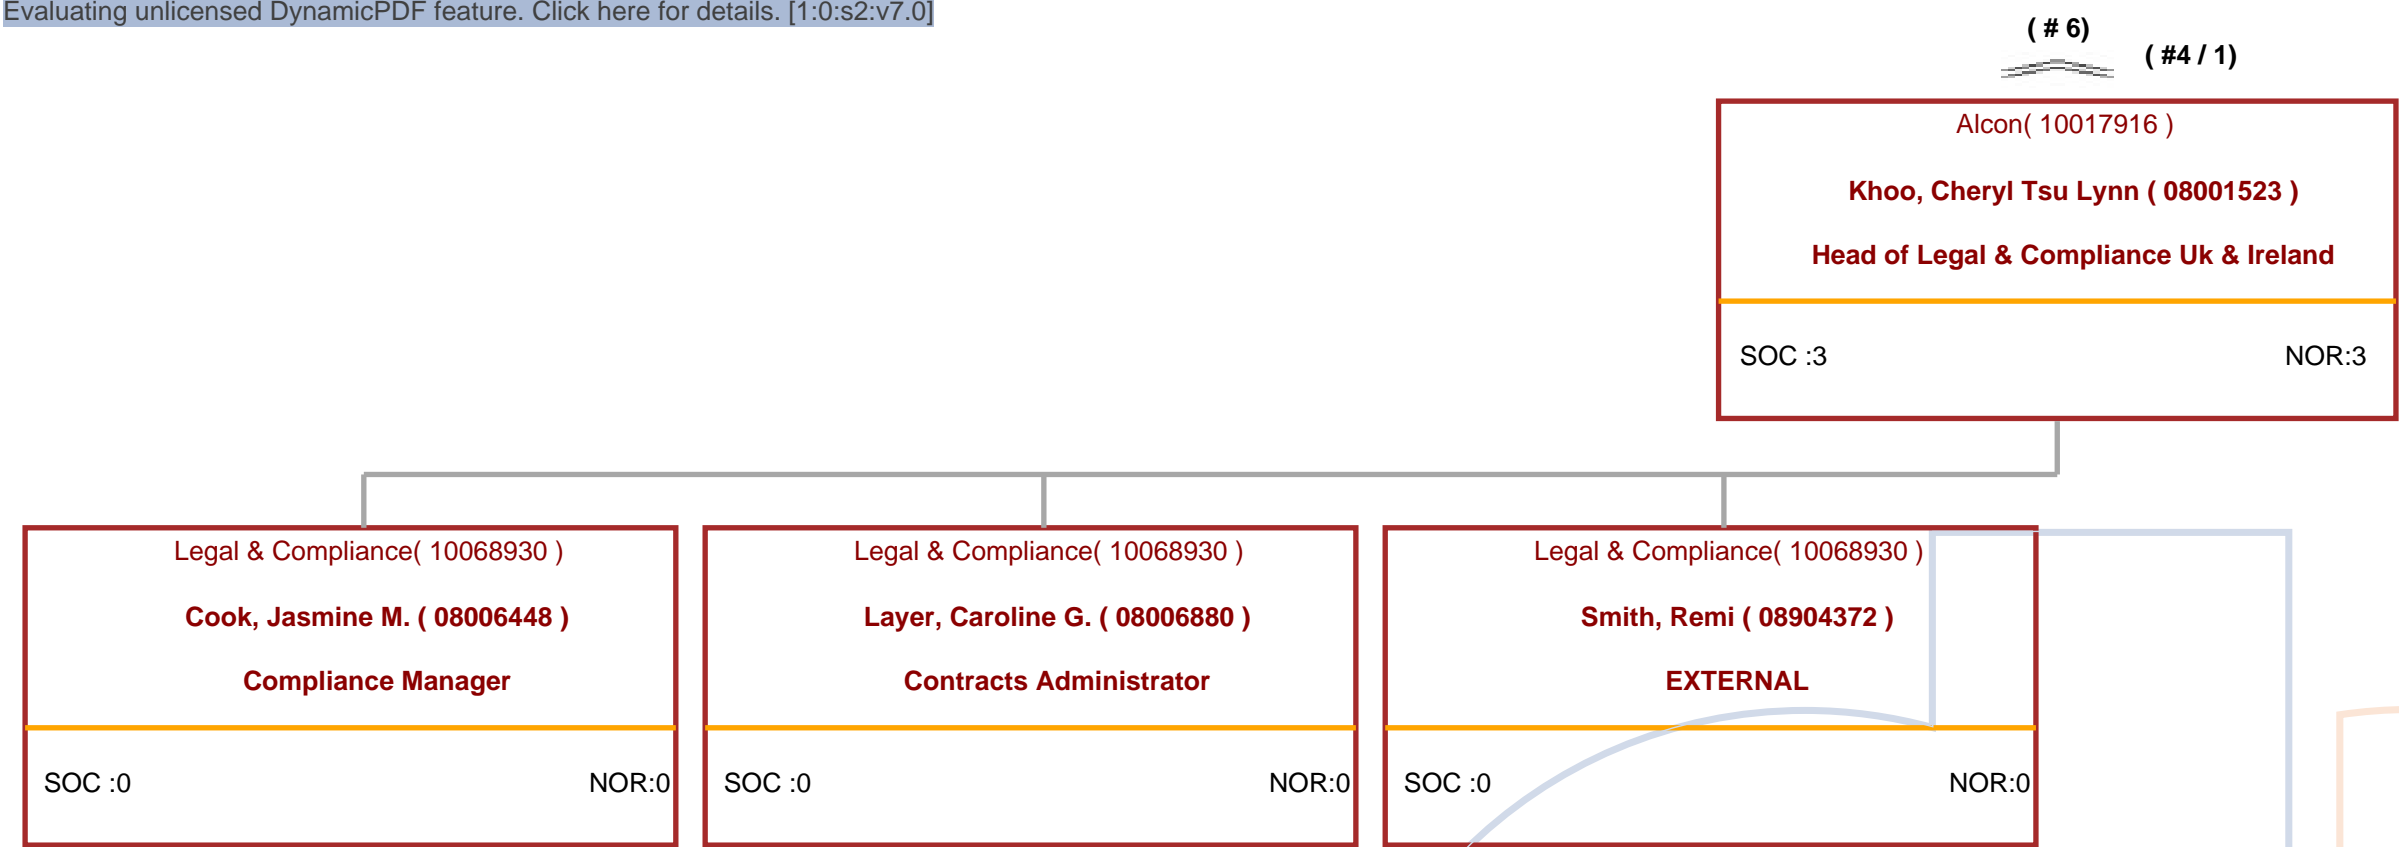 Evaluating unlicensed DynamicPDF feature. Click here for details. [1:0:s2:v7.0]
( # 6)
( #4 / 1)
Alcon( 10017916 )
Khoo, Cheryl Tsu Lynn ( 08001523 )
Head of Legal & Compliance Uk & Ireland
SOC :3 NOR:3
Legal & Compliance( 10068930 )
Cook, Jasmine M. ( 08006448 )
Compliance Manager
SOC :0 NOR:0
Legal & Compliance( 10068930 )
Layer, Caroline G. ( 08006880 )
Contracts Administrator
SOC :0 NOR:0
Legal & Compliance( 10068930 )
Smith, Remi ( 08904372 )
EXTERNAL
SOC :0 NOR:0